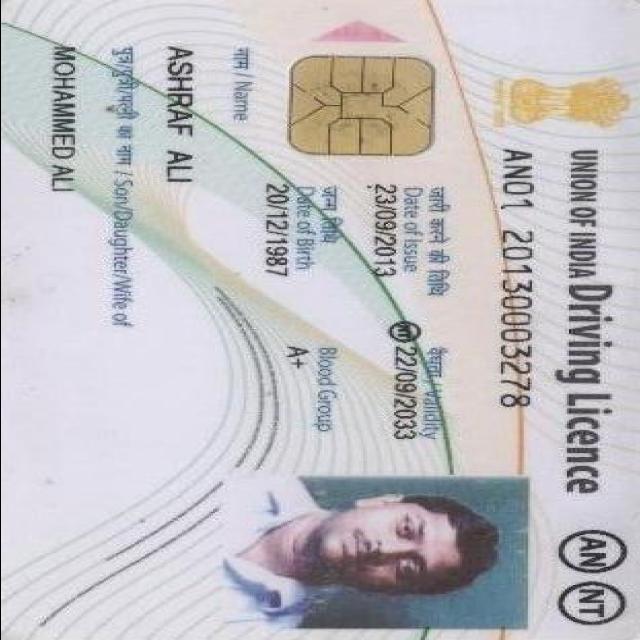 UNION OF INDIA Driving Licence AN NT
AN01 20130003278
जारी करने की तिथि
Date of Issue Validity
23/09/2013 NT 22/09/2033
जन्म तिथि
Date of Birth Blood Group
20/12/1987 A+
नाम / Name
ASHRAF ALI
Son/Daughter/Wife of
MOHAMMED ALI